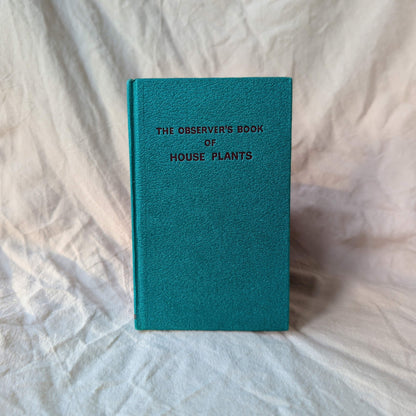 THE OBSERVER'S BOOK
OF
HOUSE PLANTS